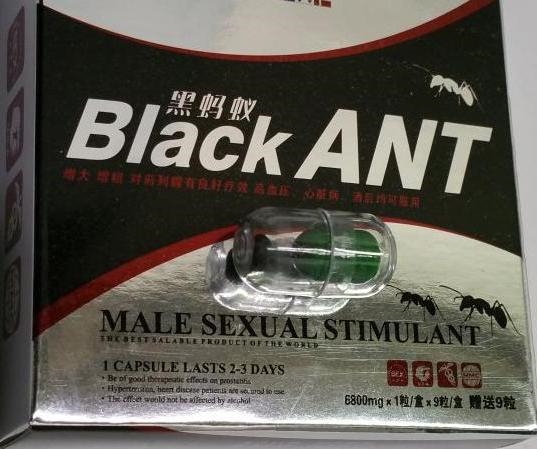 黑蚂蚁
Black ANT
增大 增粗 对前列腺有良好疗效 高血压、心脏病、酒后均可服用
MALE SEXUAL STIMULANT
THE BEST SALABLE PRODUCT OF THE WORLD
1 CAPSULE LASTS 2-3 DAYS
• Be of good therapeutic effects on prostatitis
• Hypertension, heart disease patients are so, used to use
• The effect would not be affected by alcohol
6800mg x 1粒/盒 x 9粒/盒 赠送9粒